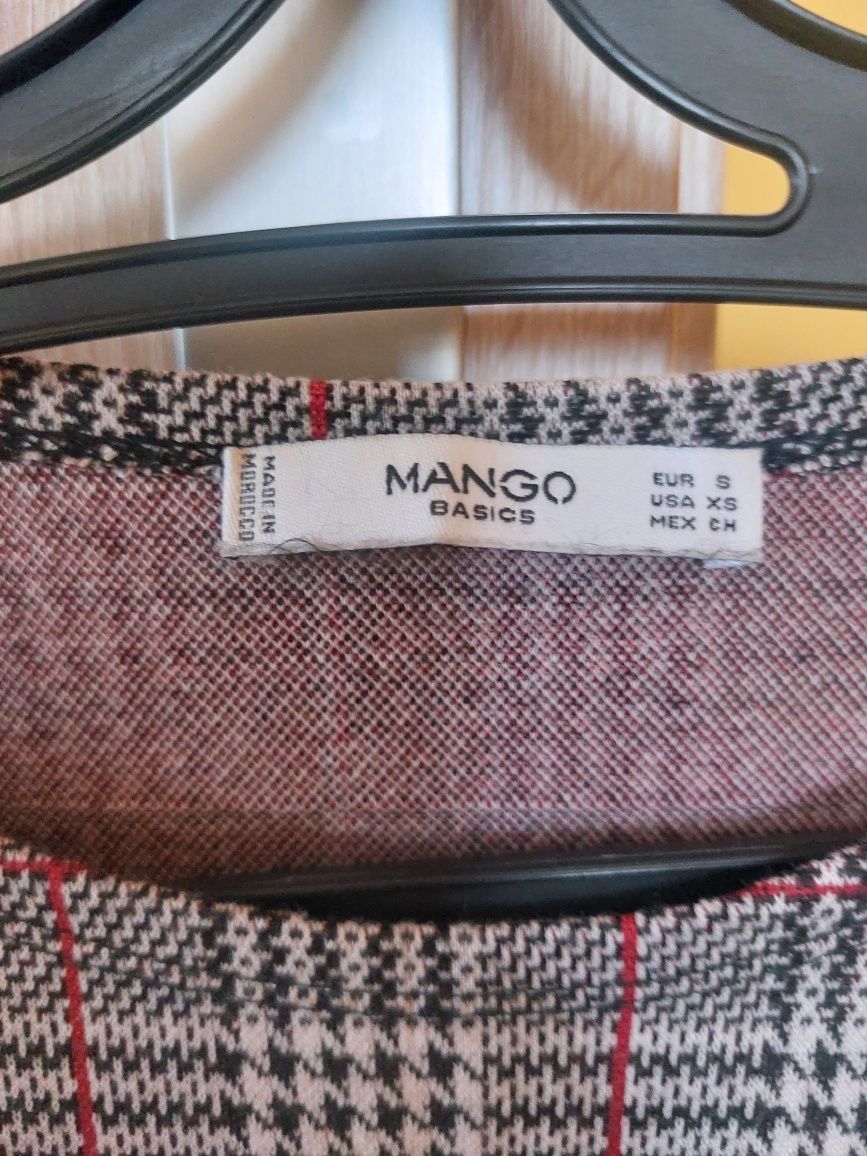 MADE IN
MOROCCO
MANGO
BASICS
EUR S
USA XS
MEX CH